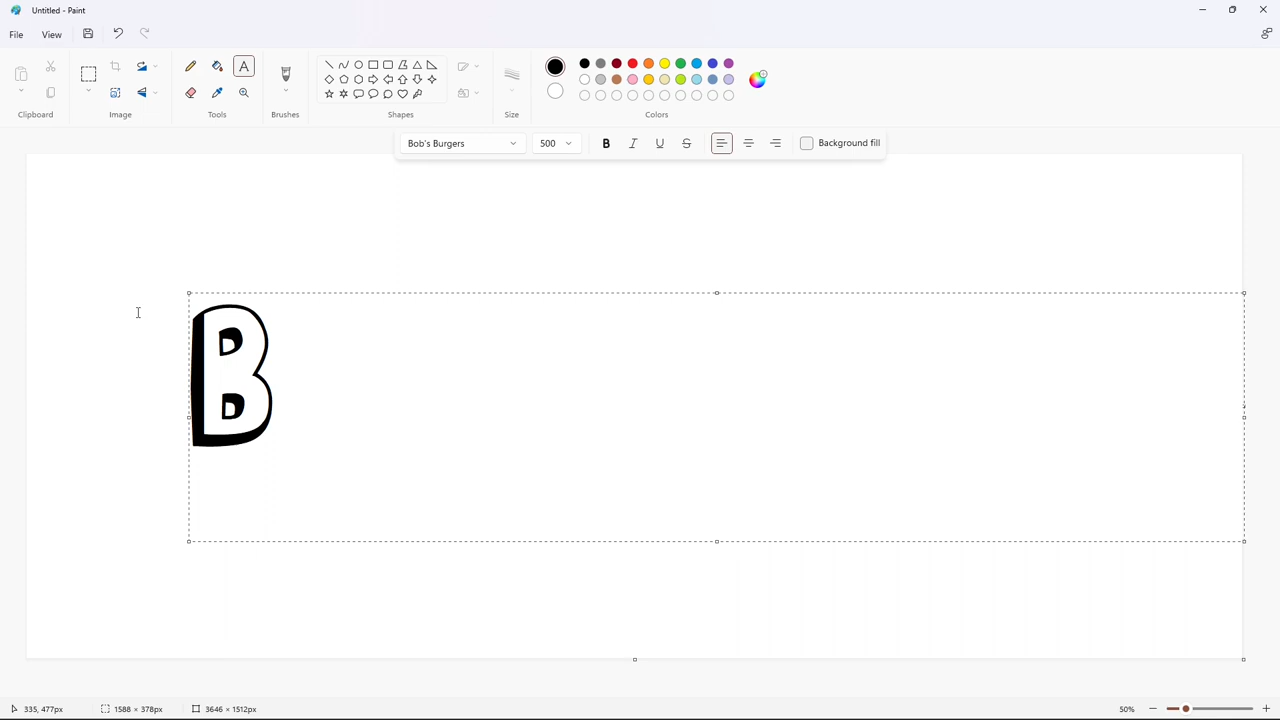 Untitled - Paint
File View
Bob's Burgers 500 B I U S Background fill
Clipboard Image Tools Brushes Shapes Size Colors
A
B
335, 477px 1588 × 378px 3646 × 1512px 50%